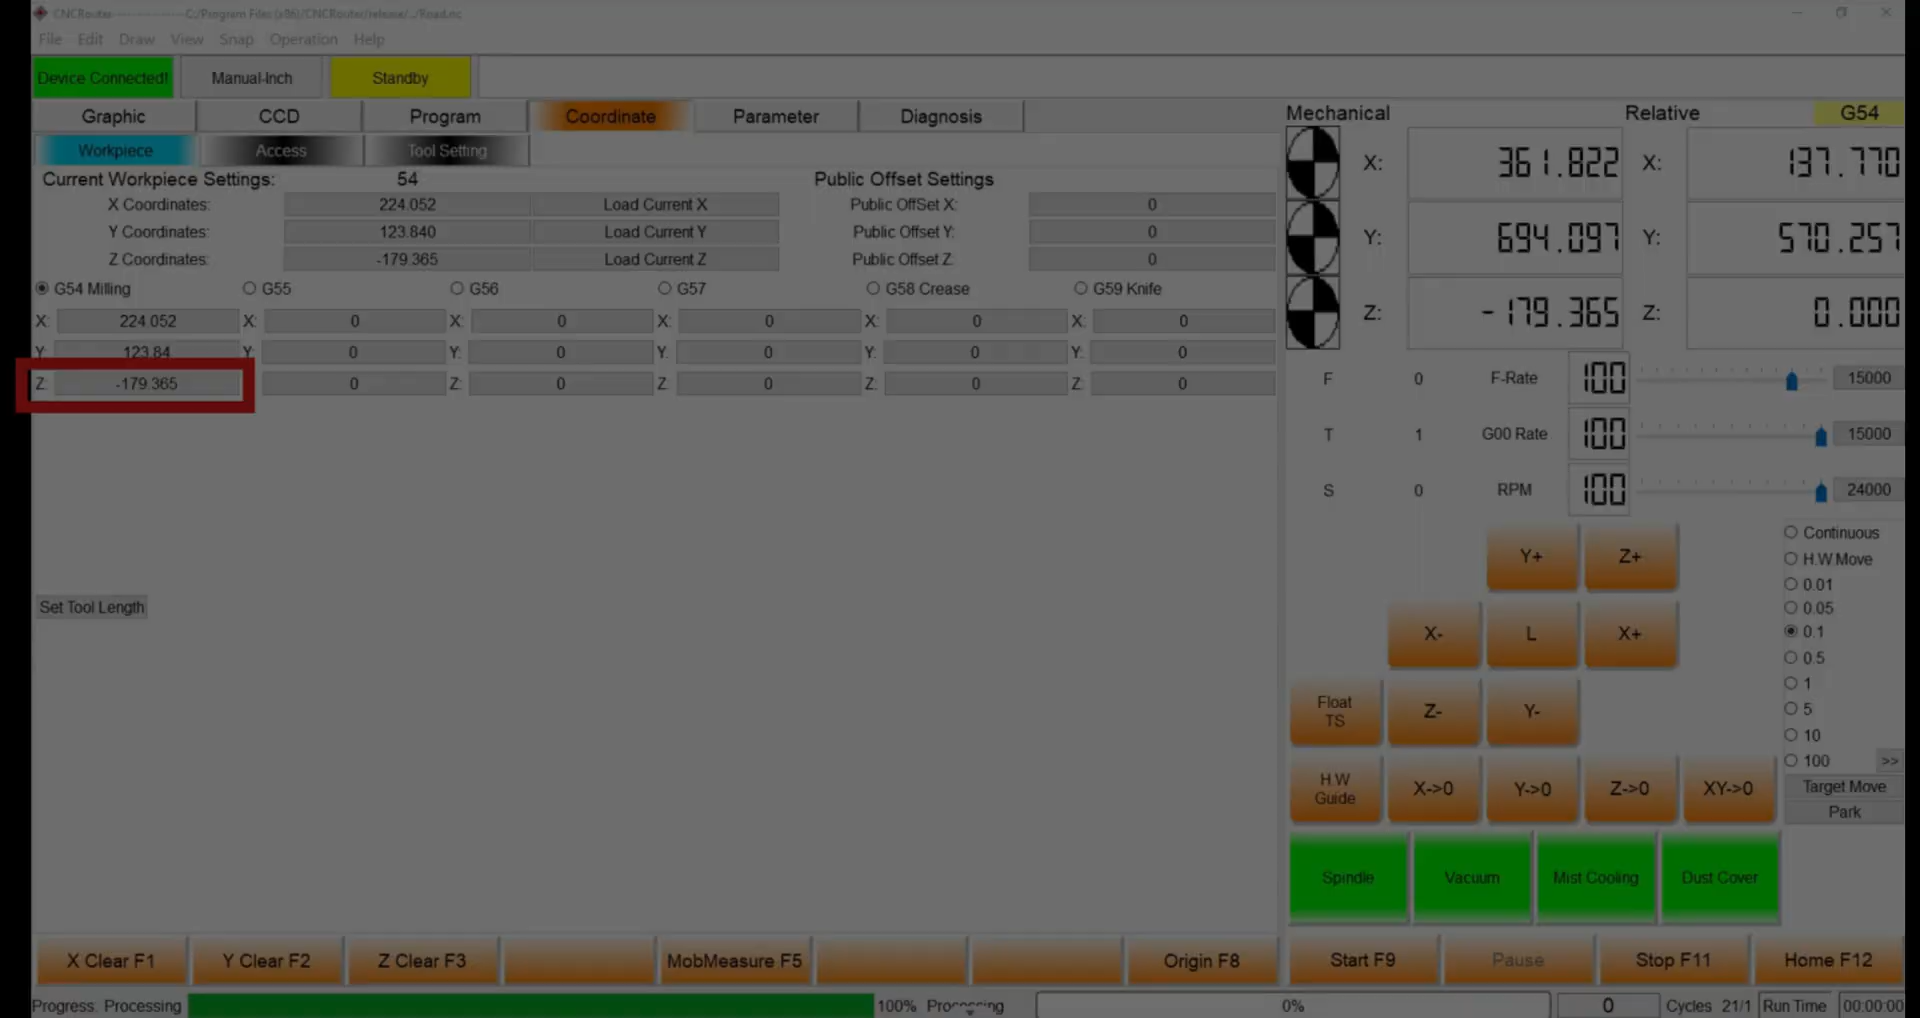 CNCRouter----------------C:/Program Files (x86)/CNCRouter/release/../Road.nc
File Edit Draw View Snap Operation Help
Device Connected! Manual-Inch Standby
Graphic CCD Program Coordinate Parameter Diagnosis
Workpiece Access Tool Setting
Current Workpiece Settings: 54 Public Offset Settings
X Coordinates: 224.052 Load Current X Public OffSet X: 0
Y Coordinates: 123.840 Load Current Y Public Offset Y: 0
Z Coordinates: -179.365 Load Current Z Public Offset Z: 0
G54 Milling G55 G56 G57 G58 Crease G59 Knife
X: 224.052 X: 0 X: 0 X: 0 X: 0 X: 0
Y: 123.84 Y: 0 Y: 0 Y: 0 Y: 0 Y: 0
Z: -179.365 0 Z: 0 Z: 0 Z: 0 Z: 0
Set Tool Length
Mechanical Relative G54
X: 361.822 X: 137.770
Y: 694.097 Y: 570.257
Z: -179.365 Z: 0.000
F 0 F-Rate 100 15000
T 1 G00 Rate 100 15000
S 0 RPM 100 24000
Y+ Z+
X- L X+
Float TS Z- Y-
H.W Guide X->0 Y->0 Z->0 XY->0
Continuous
H.W Move
0.01
0.05
0.1
0.5
1
5
10
100 >>
Target Move
Park
Spindle Vacuum Mist Cooling Dust Cover
X Clear F1 Y Clear F2 Z Clear F3 MobMeasure F5 Origin F8 Start F9 Pause Stop F11 Home F12
Progress: Processing 100% Processing 0% 0 Cycles 21/1 Run Time 00:00:00